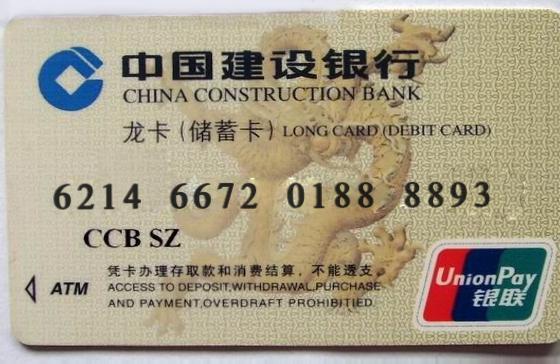 中国建设银行
CHINA CONSTRUCTION BANK
龙卡(储蓄卡) LONG CARD (DEBIT CARD)
6214 6672 0188 8893
CCB SZ
凭卡办理存取款和消费结算，不能透支。
ATM ACCESS TO DEPOSIT,WITHDRAWAL,PURCHASE
AND PAYMENT,OVERDRAFT PROHIBITIED.
UnionPay
银联